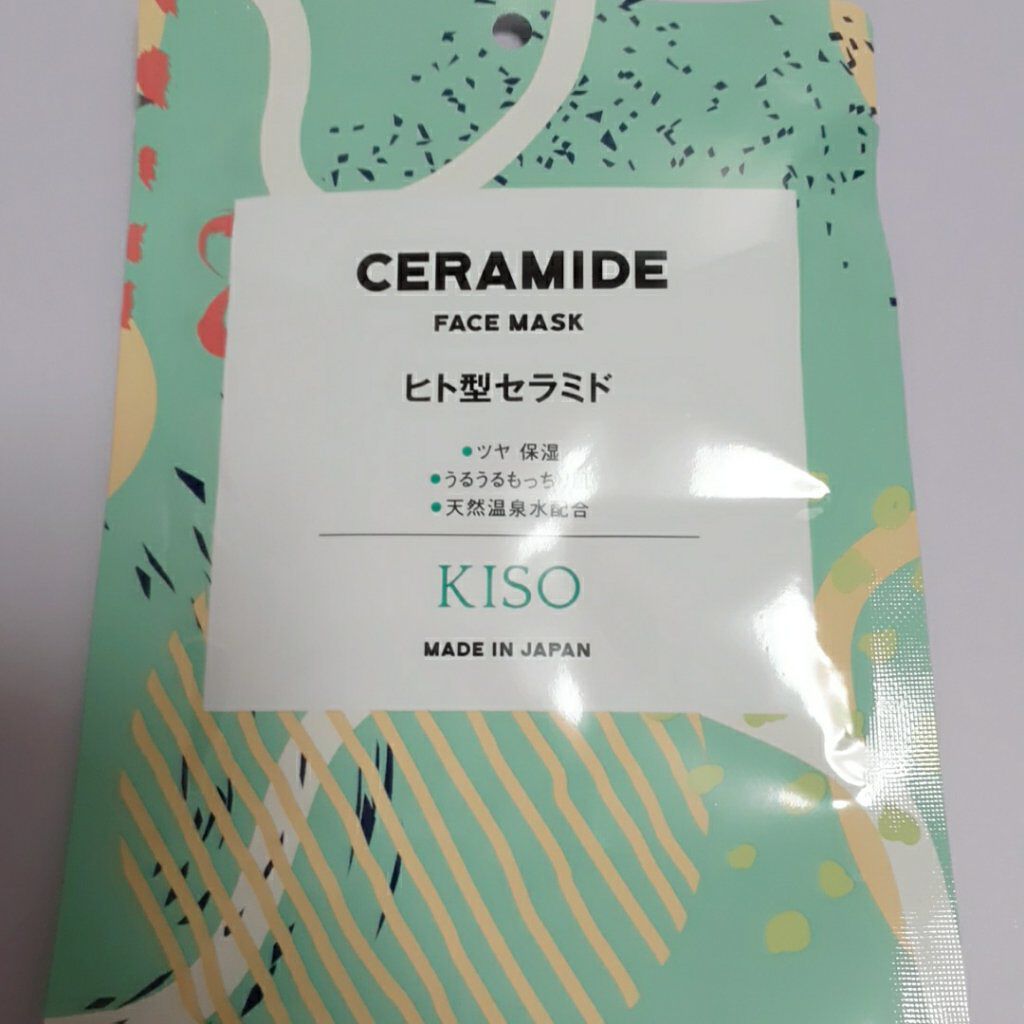 CERAMIDE
FACE MASK
ヒト型セラミド
●ツヤ 保湿
●うるうるもっち
●天然温泉水配合
KISO
MADE IN JAPAN